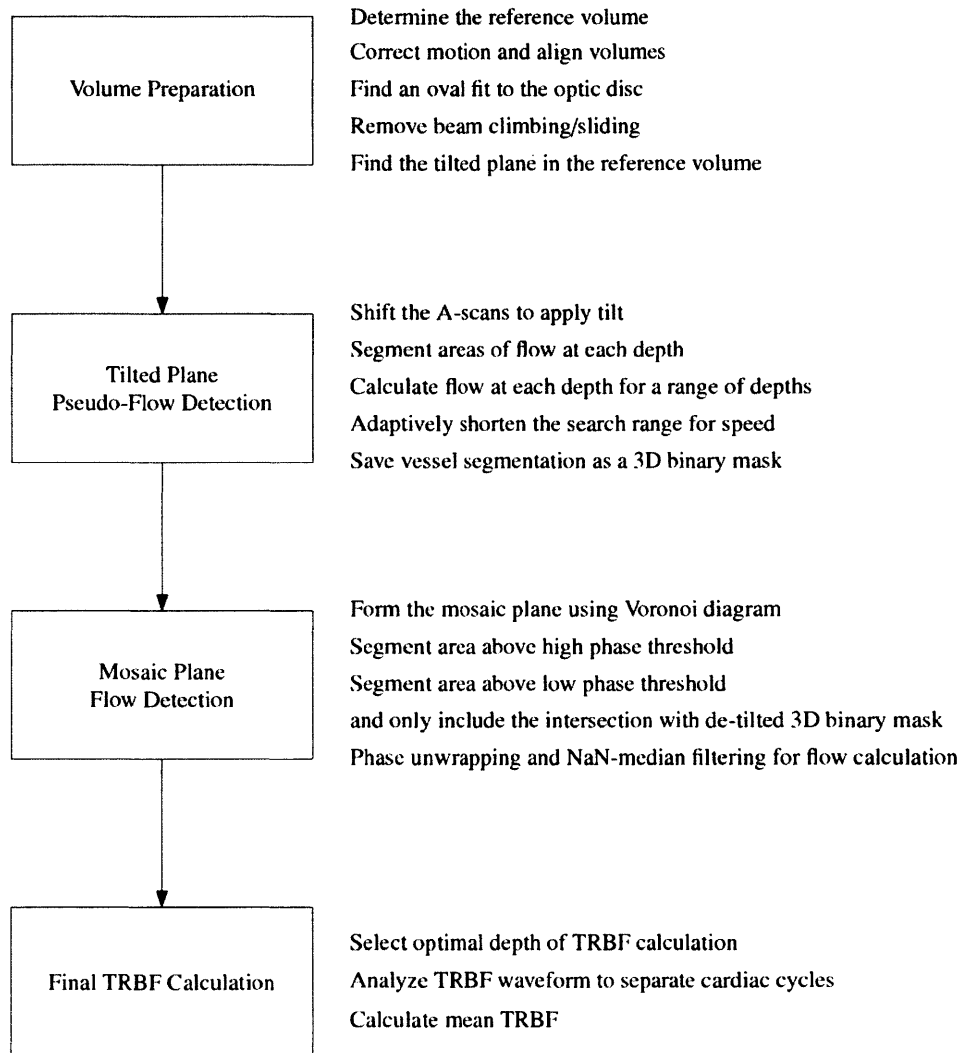 Volume Preparation
Determine the reference volume
Correct motion and align volumes
Find an oval fit to the optic disc
Remove beam climbing/sliding
Find the tilted plane in the reference volume
Tilted Plane
Pseudo-Flow Detection
Shift the A-scans to apply tilt
Segment areas of flow at each depth
Calculate flow at each depth for a range of depths
Adaptively shorten the search range for speed
Save vessel segmentation as a 3D binary mask
Mosaic Plane
Flow Detection
Form the mosaic plane using Voronoi diagram
Segment area above high phase threshold
Segment area above low phase threshold
and only include the intersection with de-tilted 3D binary mask
Phase unwrapping and NaN-median filtering for flow calculation
Final TRBF Calculation
Select optimal depth of TRBF calculation
Analyze TRBF waveform to separate cardiac cycles
Calculate mean TRBF